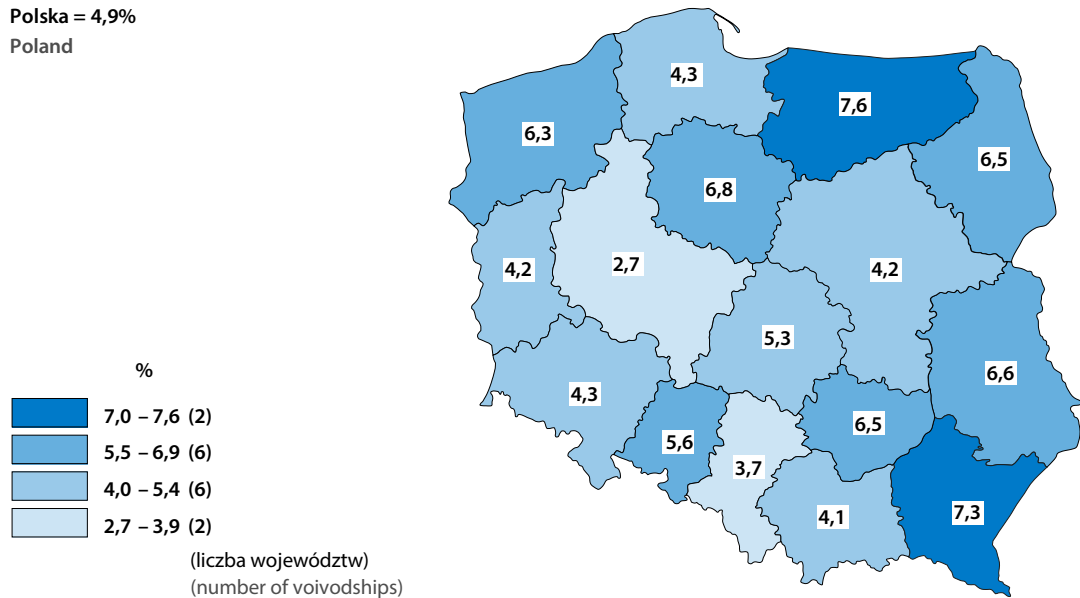 Polska = 4,9%
Poland
4,3
7,6
6,3
6,5
6,8
4,2
2,7
4,2
5,3
6,6
4,3
6,5
5,6
3,7
4,1
7,3
%
7,0 – 7,6 (2)
5,5 – 6,9 (6)
4,0 – 5,4 (6)
2,7 – 3,9 (2)
(liczba województw)
(number of voivodships)